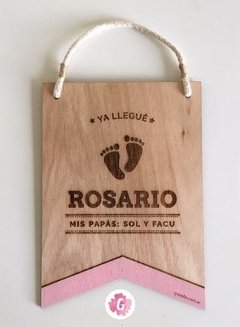 ★ YA LLEGUÉ ★
ROSARIO
MIS PAPÁS: SOL Y FACU
G